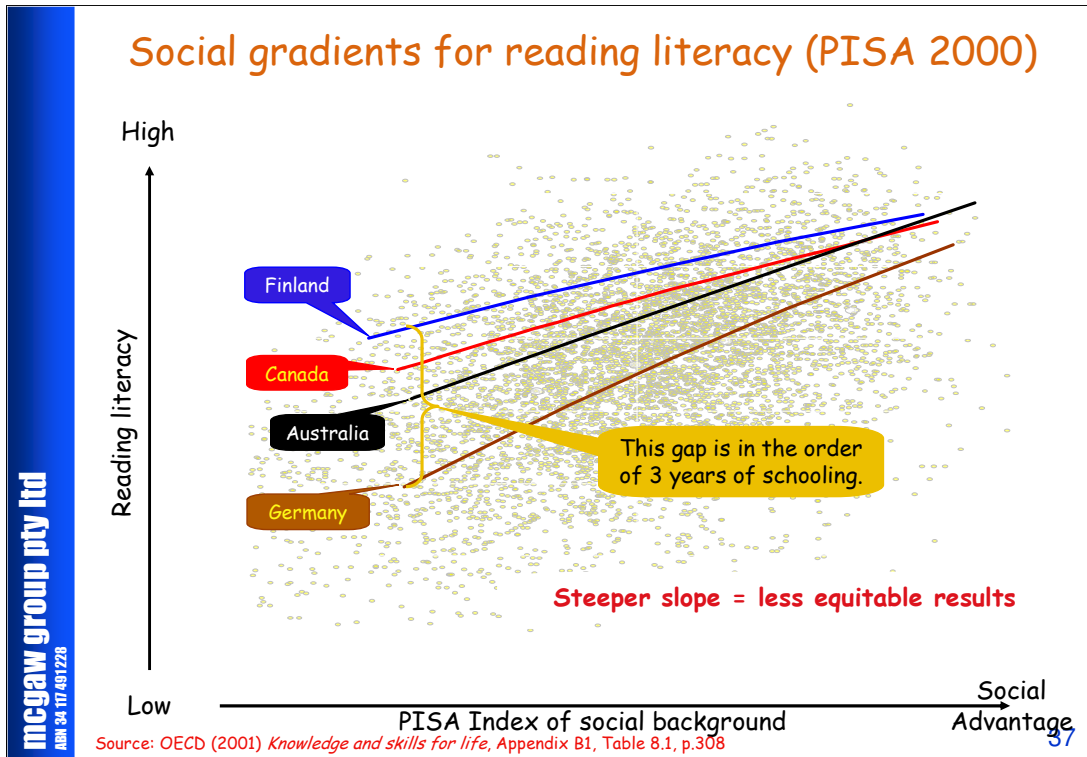 Social gradients for reading literacy (PISA 2000)
High
Finland
Canada
Australia
Germany
Reading literacy
This gap is in the order
of 3 years of schooling.
Steeper slope = less equitable results
Low
PISA Index of social background
Social
Advantage
Source: OECD (2001) Knowledge and skills for life, Appendix B1, Table 8.1, p.308
37
mcgaw group pty ltd
ABN 34 117 491 228